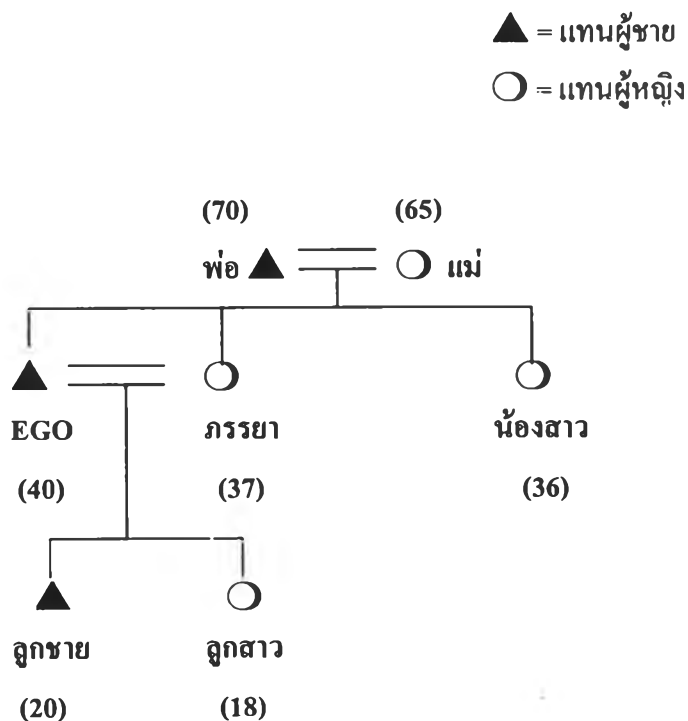 = แทนผู้ชาย
= แทนผู้หญิง
(70) (65)
พ่อ แม่
EGO ภรรยา น้องสาว
(40) (37) (36)
ลูกชาย ลูกสาว
(20) (18)